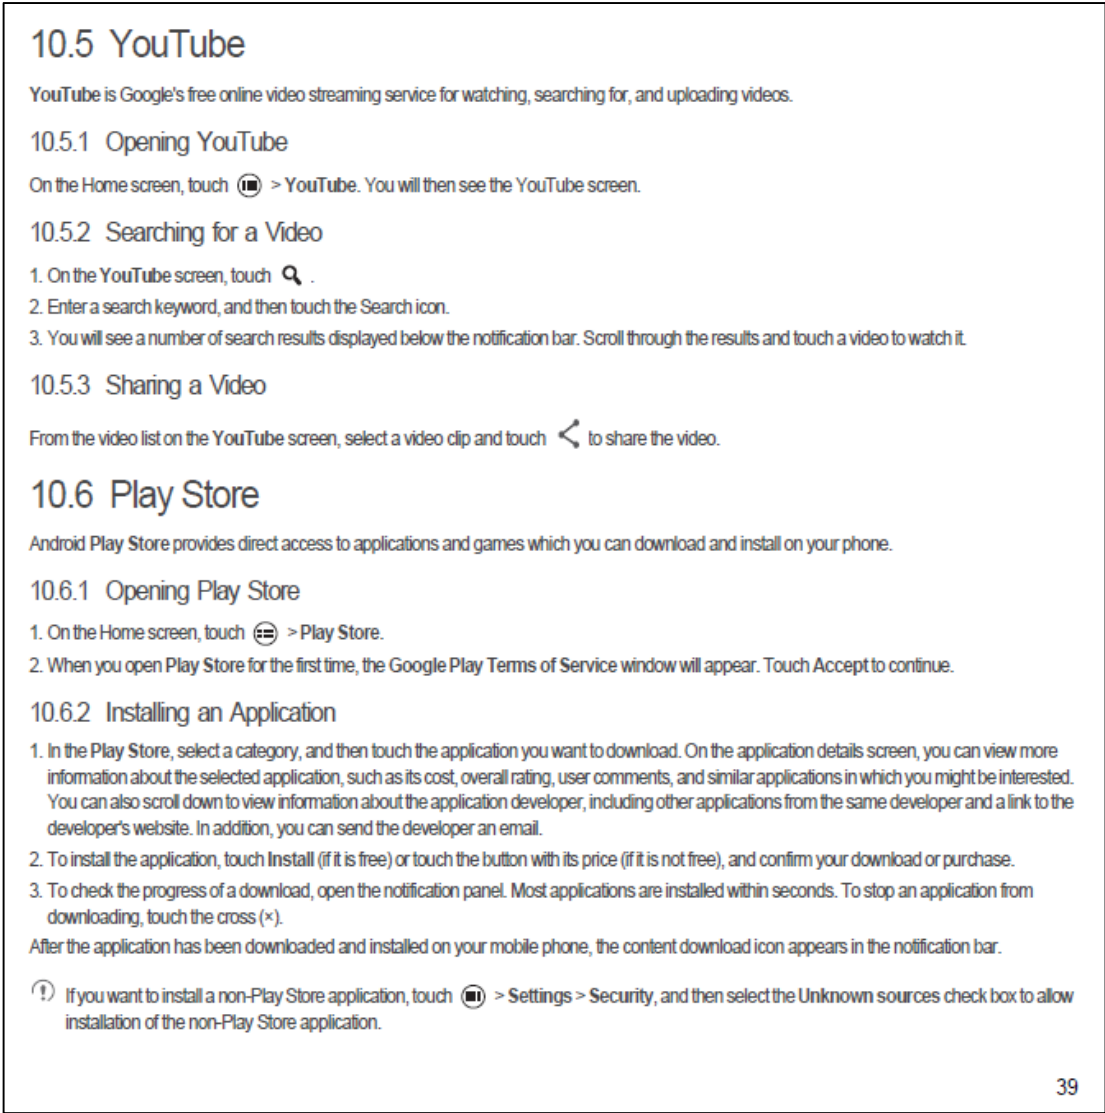 10.5 YouTube
YouTube is Google's free online video streaming service for watching, searching for, and uploading videos.
10.5.1 Opening YouTube
On the Home screen, touch > YouTube. You will then see the YouTube screen.
10.5.2 Searching for a Video
1. On the YouTube screen, touch .
2. Enter a search keyword, and then touch the Search icon.
3. You will see a number of search results displayed below the notification bar. Scroll through the results and touch a video to watch it.
10.5.3 Sharing a Video
From the video list on the YouTube screen, select a video clip and touch to share the video.
10.6 Play Store
Android Play Store provides direct access to applications and games which you can download and install on your phone.
10.6.1 Opening Play Store
1. On the Home screen, touch > Play Store.
2. When you open Play Store for the first time, the Google Play Terms of Service window will appear. Touch Accept to continue.
10.6.2 Installing an Application
1. In the Play Store, select a category, and then touch the application you want to download. On the application details screen, you can view more
information about the selected application, such as its cost, overall rating, user comments, and similar applications in which you might be interested.
You can also scroll down to view information about the application developer, including other applications from the same developer and a link to the
developer's website. In addition, you can send the developer an email.
2. To install the application, touch Install (if it is free) or touch the button with its price (if it is not free), and confirm your download or purchase.
3. To check the progress of a download, open the notification panel. Most applications are installed within seconds. To stop an application from
downloading, touch the cross (×).
After the application has been downloaded and installed on your mobile phone, the content download icon appears in the notification bar.
If you want to install a non-Play Store application, touch > Settings > Security, and then select the Unknown sources check box to allow
installation of the non-Play Store application.
39